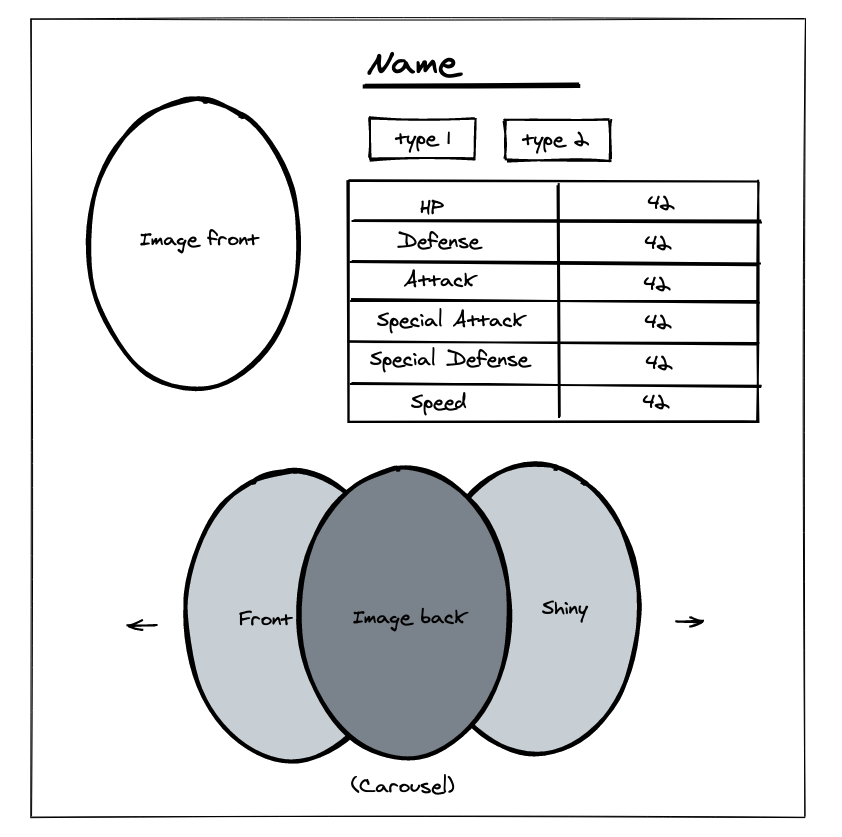 Name
type 1 type 2
Image front
HP 42
Defense 42
Attack 42
Special Attack 42
Special Defense 42
Speed 42
Front Image back Shiny
(Carousel)